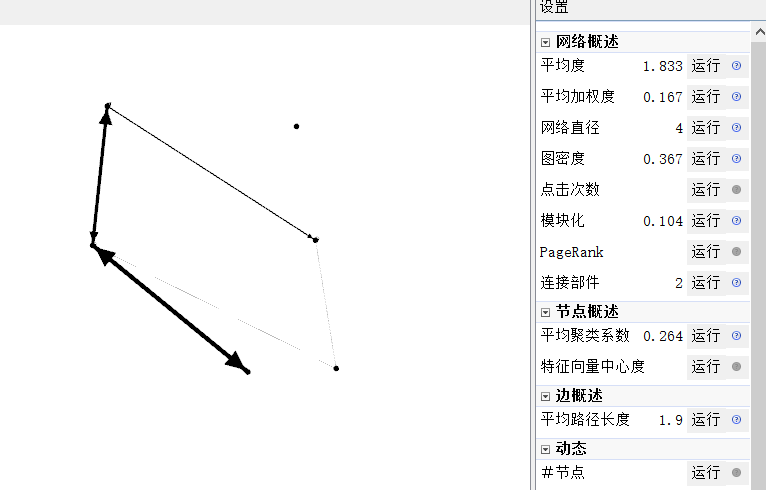 设置
网络概述
平均度 1.833 运行
平均加权度 0.167 运行
网络直径 4 运行
图密度 0.367 运行
点击次数 运行
模块化 0.104 运行
PageRank 运行
连接部件 2 运行
节点概述
平均聚类系数 0.264 运行
特征向量中心度 运行
边概述
平均路径长度 1.9 运行
动态
#节点 运行